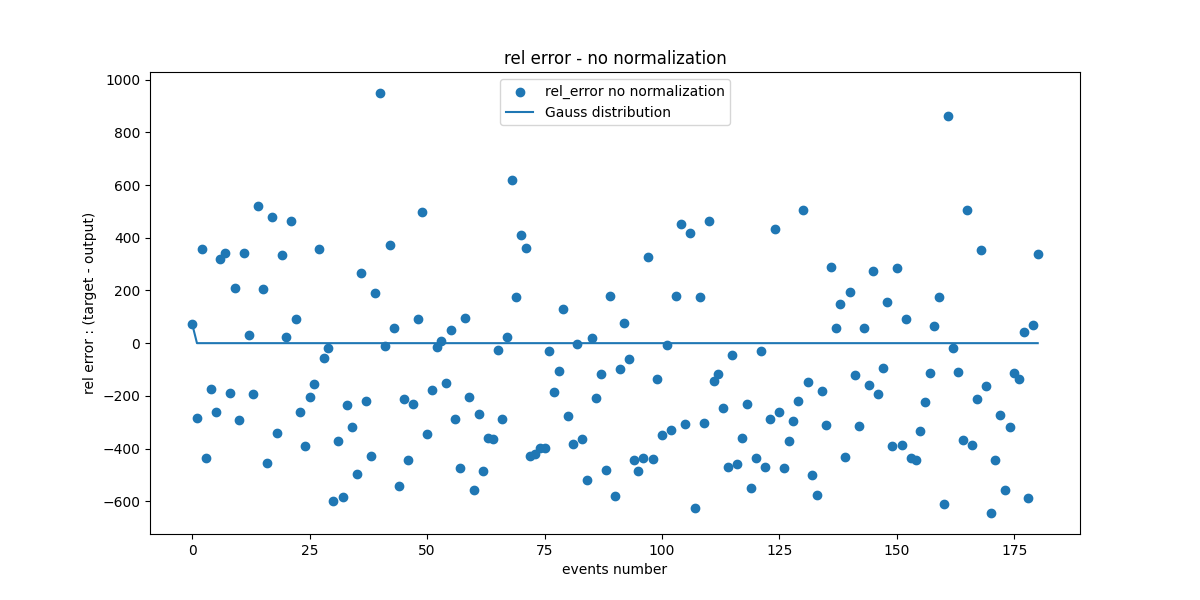 rel error - no normalization
rel_error no normalization
Gauss distribution
rel error : (target - output)
1000
800
600
400
200
0
−200
−400
−600
0 25 50 75 100 125 150 175
events number